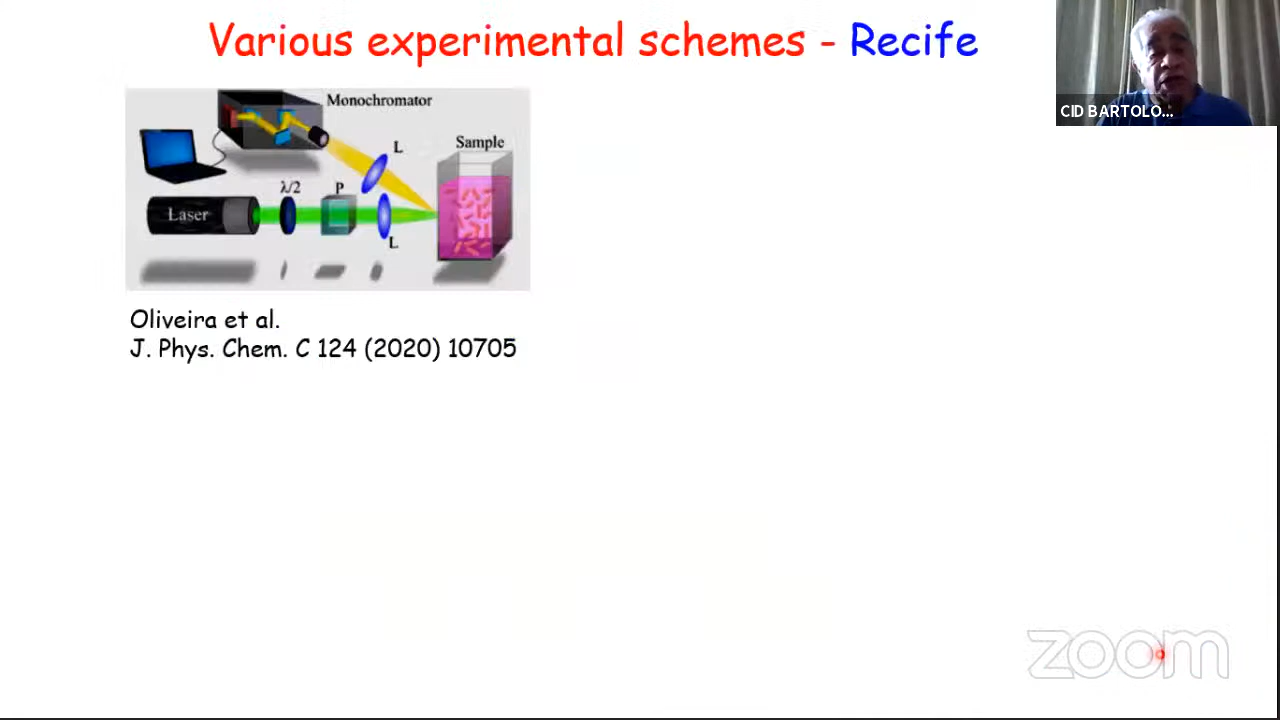 Various experimental schemes - Recife
CID BARTOLO...
Monochromator
L
Sample
λ/2
P
Laser
L
Oliveira et al.
J. Phys. Chem. C 124 (2020) 10705
zoom